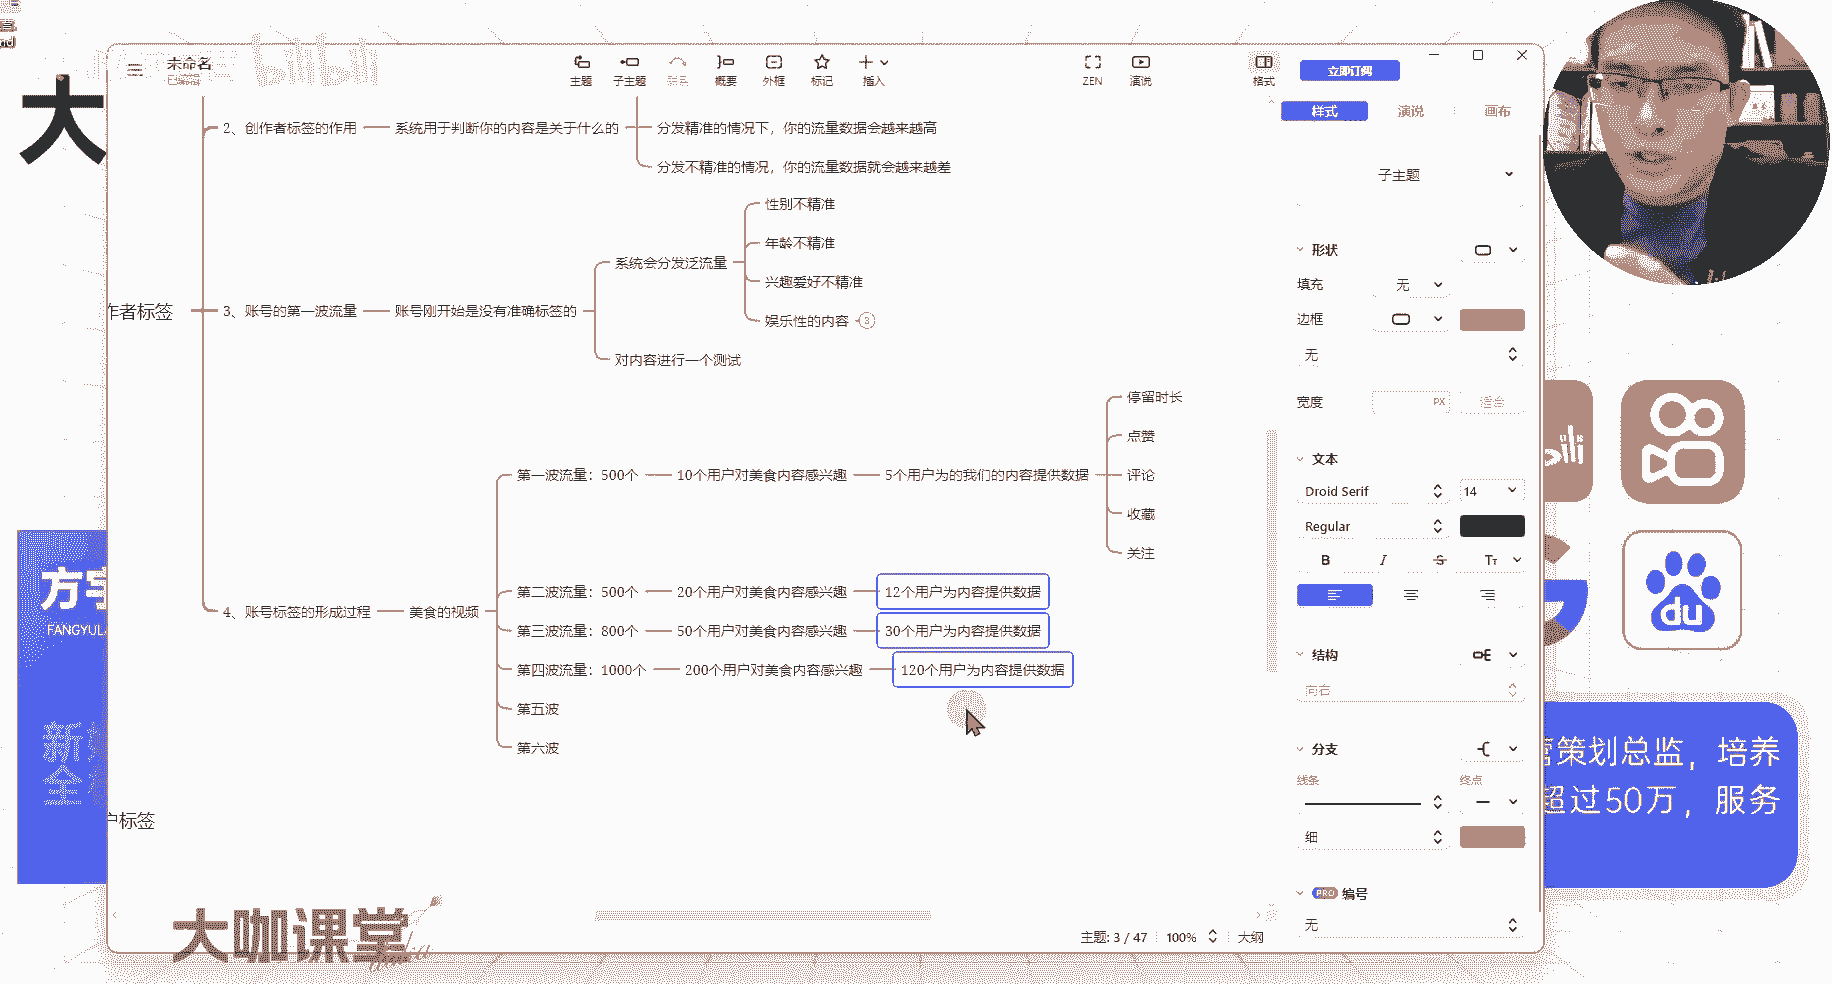 大
bilibili
未命名
已编辑
主题
子主题
联系
概要
外框
标记
插入
ZEN
演说
格式
立即订阅
样式
演说
画布
2、创作者标签的作用
系统用于判断你的内容是关于什么的
分发精准的情况下，你的流量数据会越来越高
分发不精准的情况，你的流量数据就会越来越差
作者标签
3、账号的第一波流量
账号刚开始是没有准确标签的
系统会分发泛流量
性别不精准
年龄不精准
兴趣爱好不精准
娱乐性的内容
3
对内容进行一个测试
4、账号标签的形成过程
美食的视频
第一波流量：500个
10个用户对美食内容感兴趣
5个用户为的我们的内容提供数据
停留时长
点赞
评论
收藏
关注
第二波流量：500个
20个用户对美食内容感兴趣
12个用户为内容提供数据
第三波流量：800个
50个用户对美食内容感兴趣
30个用户为内容提供数据
第四波流量：1000个
200个用户对美食内容感兴趣
120个用户为内容提供数据
第五波
第六波
户标签
子主题
形状
填充
无
边框
无
宽度
PX
适合
文本
Droid Serif
14
Regular
B
I
S
Tт
结构
向右
分支
线条
终点
细
PRO 编号
无
主题: 3 / 47
100%
大纲
方宇
FANGYU
新
全
bili
du
营策划总监，培养
超过50万，服务
大咖课堂